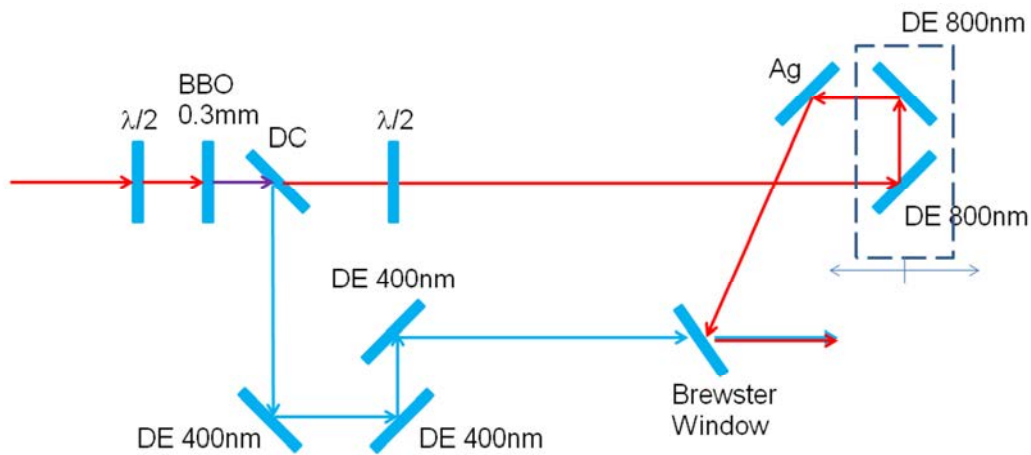 DE 800nm
Ag
BBO
0.3mm
λ/2
DC
λ/2
DE 800nm
DE 400nm
Brewster
Window
DE 400nm
DE 400nm